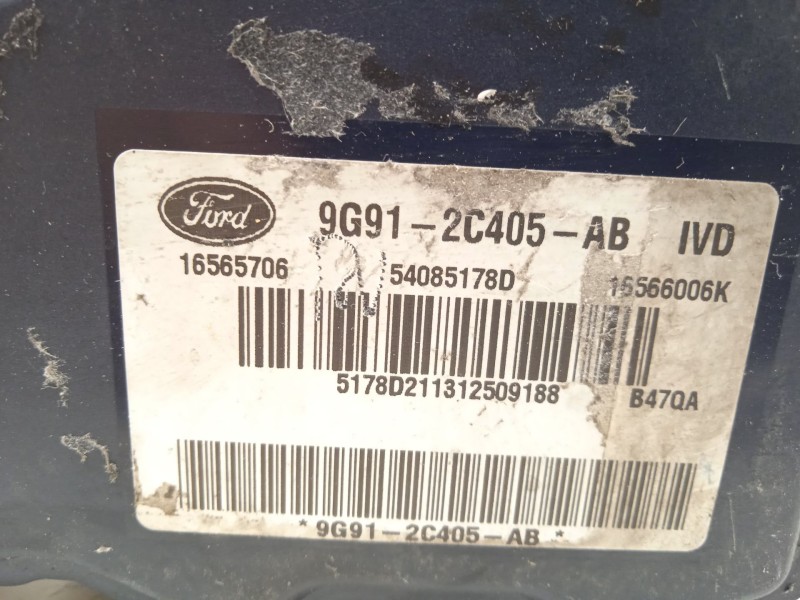 Ford 9G91-2C405-AB IVD
16565706 54085178D 16566006K
5178D211312509188 B47QA
* 9G91-2C405-AB *